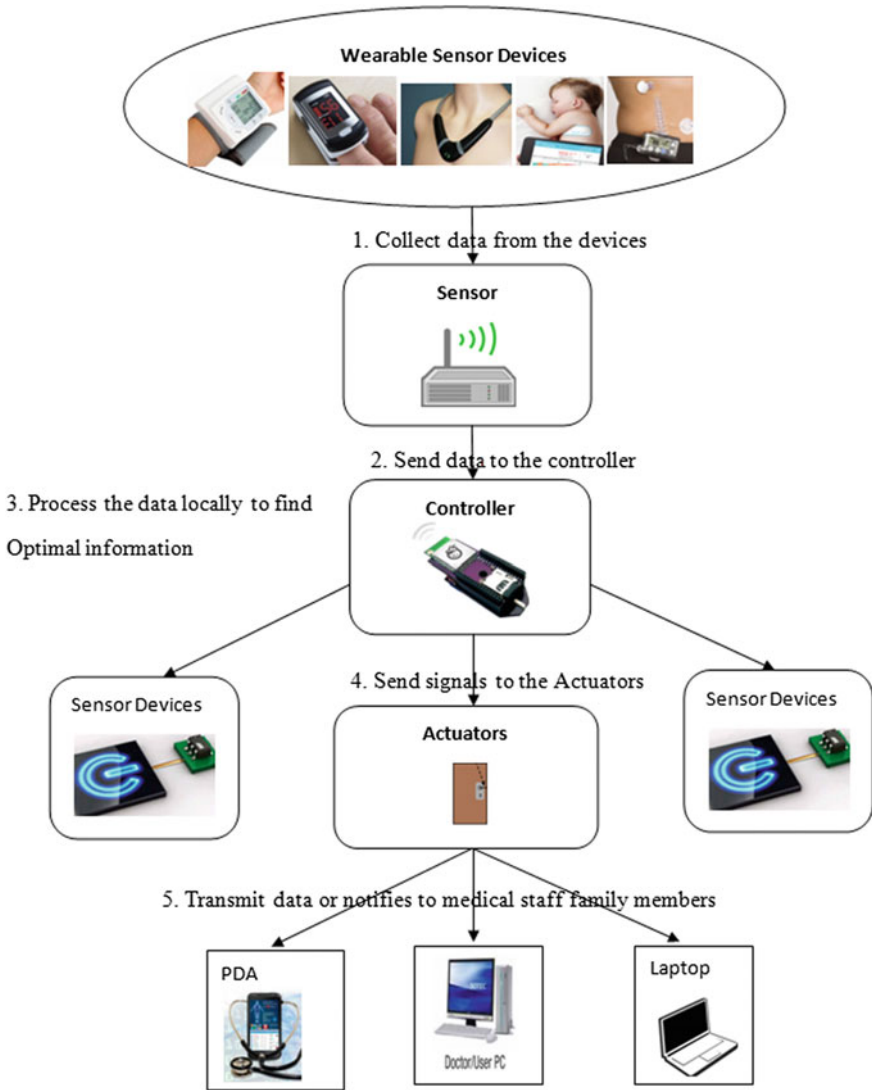 Wearable Sensor Devices
1. Collect data from the devices
Sensor
2. Send data to the controller
3. Process the data locally to find
Optimal information
Controller
4. Send signals to the Actuators
Sensor Devices
Sensor Devices
Actuators
5. Transmit data or notifies to medical staff family members
PDA
Laptop
Doctor/User PC